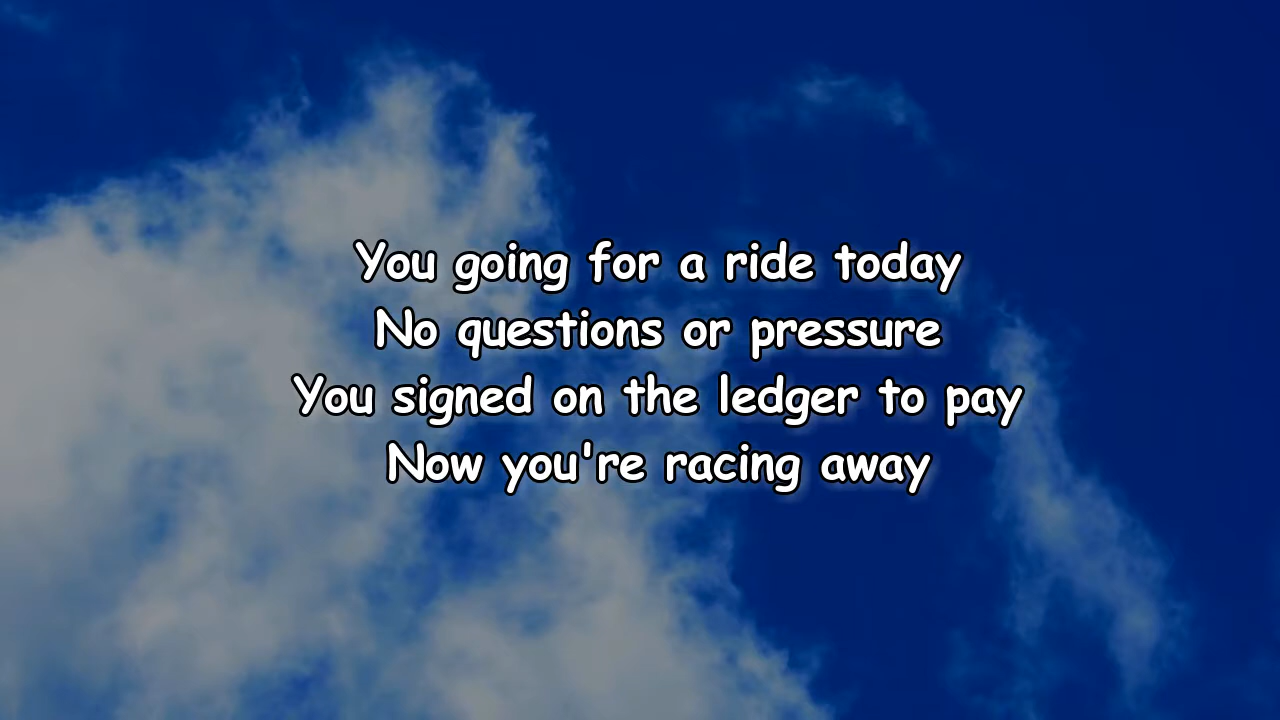 You going for a ride today
No questions or pressure
You signed on the ledger to pay
Now you're racing away